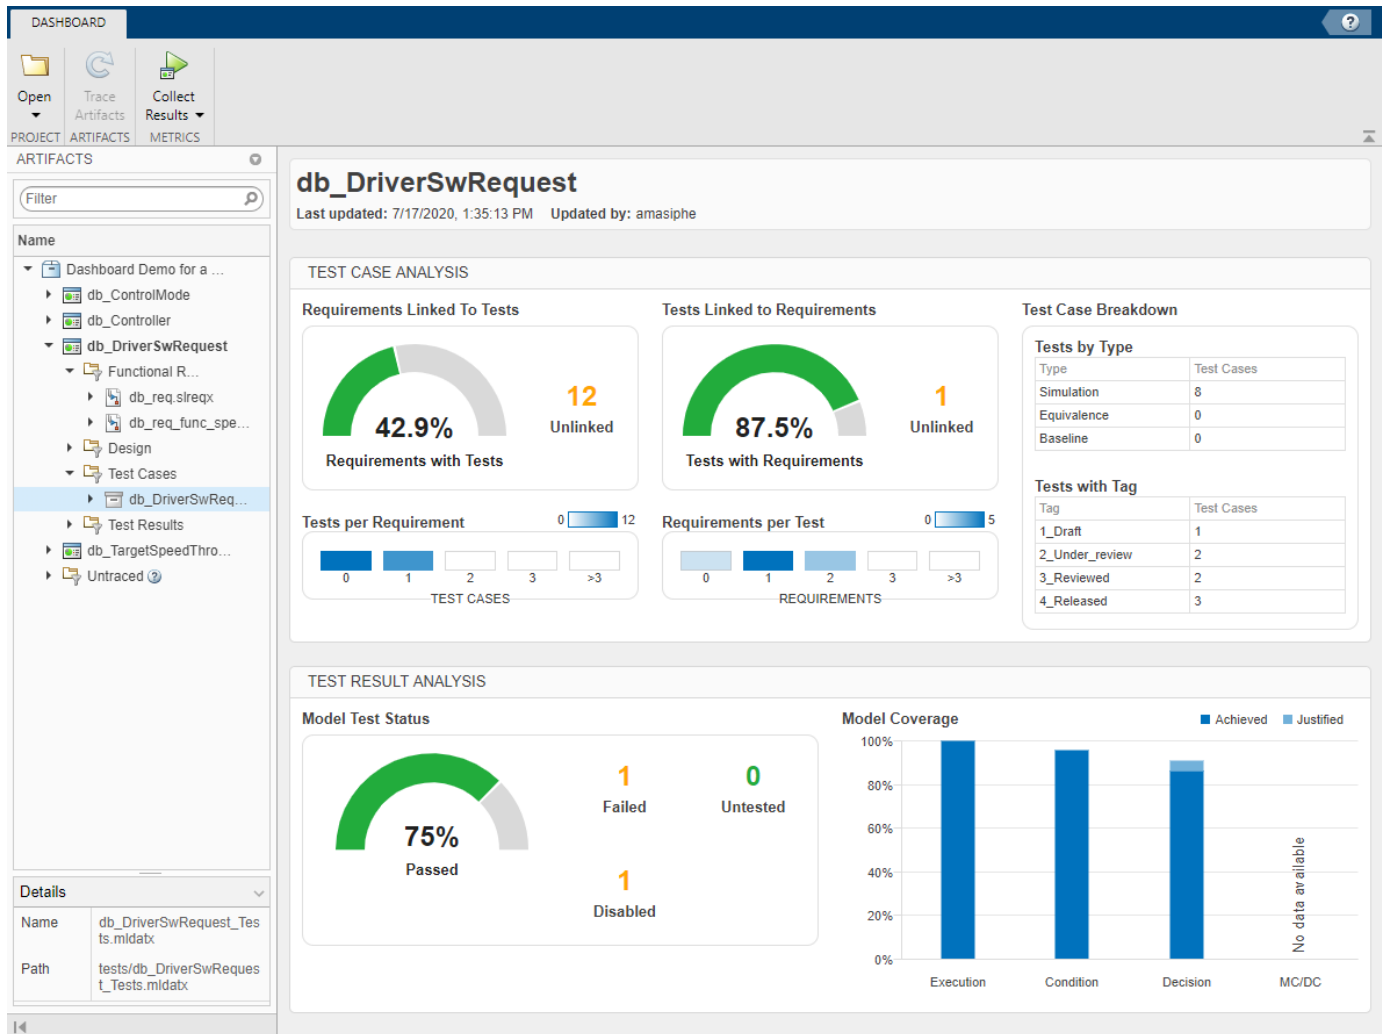 DASHBOARD
?
Open
Trace
Artifacts
Collect
Results
PROJECT
ARTIFACTS
METRICS
ARTIFACTS
Filter
Name
Dashboard Demo for a ...
db_ControlMode
db_Controller
db_DriverSwRequest
Functional R...
db_req.slreqx
db_req_func_spe...
Design
Test Cases
db_DriverSwReq...
Test Results
db_TargetSpeedThro...
Untraced ?
Details
Name
db_DriverSwRequest_Tes
ts.mldatx
Path
tests/db_DriverSwReques
t_Tests.mldatx
db_DriverSwRequest
Last updated: 7/17/2020, 1:35:13 PM Updated by: amasiphe
TEST CASE ANALYSIS
Requirements Linked To Tests
42.9%
Requirements with Tests
12
Unlinked
Tests per Requirement
0 12
0 1 2 3 >3
TEST CASES
Tests Linked to Requirements
87.5%
Tests with Requirements
1
Unlinked
Requirements per Test
0 5
0 1 2 3 >3
REQUIREMENTS
Test Case Breakdown
Tests by Type
Type Test Cases
Simulation 8
Equivalence 0
Baseline 0
Tests with Tag
Tag Test Cases
1_Draft 1
2_Under_review 2
3_Reviewed 2
4_Released 3
TEST RESULT ANALYSIS
Model Test Status
75%
Passed
1
Failed
0
Untested
1
Disabled
Model Coverage
Achieved Justified
100%
80%
60%
40%
20%
0%
No data available
Execution Condition Decision MC/DC